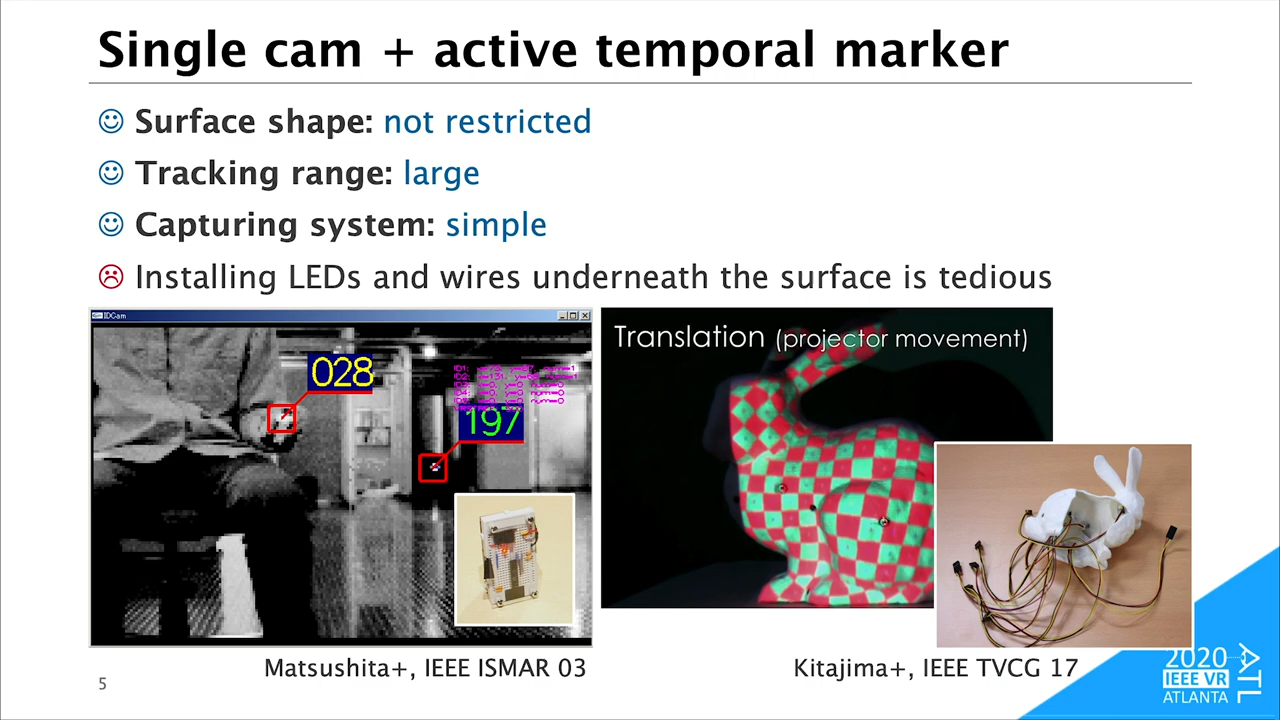 Single cam + active temporal marker
Surface shape: not restricted
Tracking range: large
Capturing system: simple
Installing LEDs and wires underneath the surface is tedious
IDCam
028
197
Translation (projector movement)
Matsushita+, IEEE ISMAR 03
Kitajima+, IEEE TVCG 17
5
2020
IEEE VR
ATLANTA
ATL